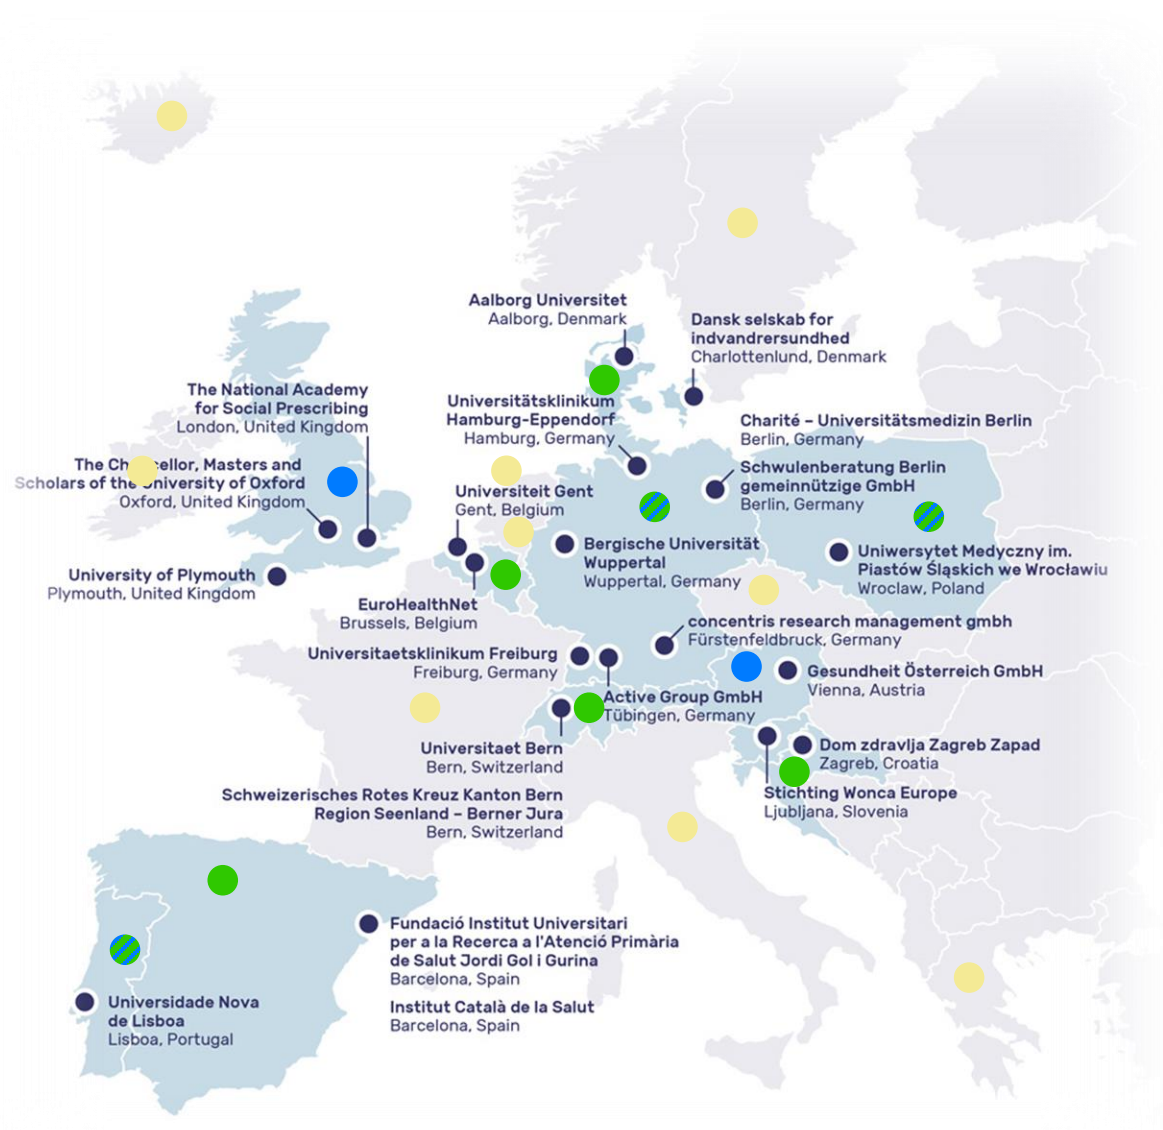 Aalborg Universitet
Aalborg, Denmark
Dansk selskab for
indvandrersundhed
Charlottenlund, Denmark
The National Academy
for Social Prescribing
London, United Kingdom
Universitätsklinikum
Hamburg-Eppendorf
Hamburg, Germany
Charité – Universitätsmedizin Berlin
Berlin, Germany
Schwulenberatung Berlin
gemeinnützige GmbH
Berlin, Germany
The Chancellor, Masters and
Scholars of the University of Oxford
Oxford, United Kingdom
Universiteit Gent
Gent, Belgium
Bergische Universität
Wuppertal
Wuppertal, Germany
Uniwersytet Medyczny im.
Piastów Śląskich we Wrocławiu
Wroclaw, Poland
University of Plymouth
Plymouth, United Kingdom
EuroHealthNet
Brussels, Belgium
concentris research management gmbh
Fürstenfeldbruck, Germany
Universitaetsklinikum Freiburg
Freiburg, Germany
Gesundheit Österreich GmbH
Vienna, Austria
Active Group GmbH
Tübingen, Germany
Universitaet Bern
Bern, Switzerland
Dom zdravlja Zagreb Zapad
Zagreb, Croatia
Stichting Wonca Europe
Ljubljana, Slovenia
Schweizerisches Rotes Kreuz Kanton Bern
Region Seenland – Berner Jura
Bern, Switzerland
Fundació Institut Universitari
per a la Recerca a l'Atenció Primària
de Salut Jordi Gol i Gurina
Barcelona, Spain
Institut Català de la Salut
Barcelona, Spain
Universidade Nova
de Lisboa
Lisboa, Portugal